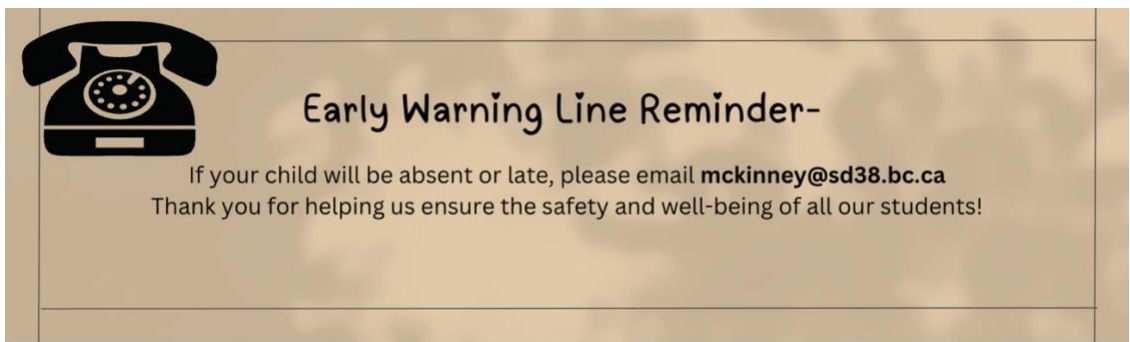 Early Warning Line Reminder-
If your child will be absent or late, please email mckinney@sd38.bc.ca
Thank you for helping us ensure the safety and well-being of all our students!